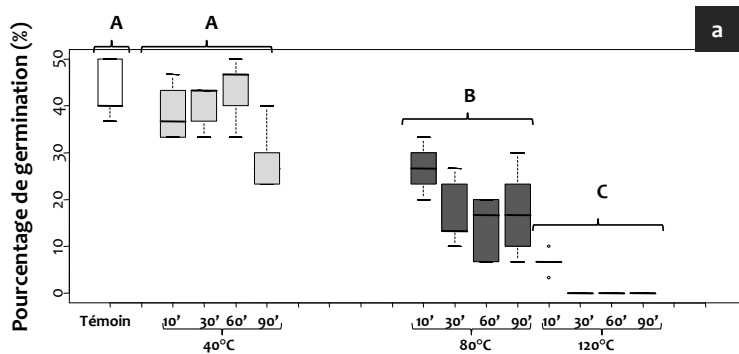 A A a
Pourcentage de germination (%)
50
40
30
20
10
0
B
C
Témoin 10’ 30’ 60’ 90’ 10’ 30’ 60’ 90’ 10’ 30’ 60’ 90’
40°C 80°C 120°C